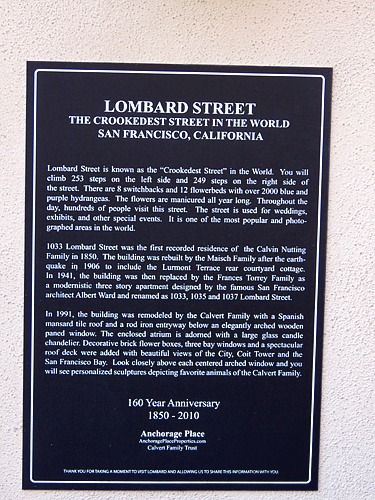 LOMBARD STREET
THE CROOKEDEST STREET IN THE WORLD
SAN FRANCISCO, CALIFORNIA
Lombard Street is known as the "Crookedest Street" in the World. You will
climb 253 steps on the left side and 249 steps on the right side of
the street. There are 8 switchbacks and 12 flowerbeds with over 2000 blue and
purple hydrangeas. The flowers are manicured all year long. Throughout the
day, hundreds of people visit this street. The street is used for weddings,
exhibits, and other special events. It is one of the most popular and photo-
graphed areas in the world.
1033 Lombard Street was the first recorded residence of the Calvin Nutting
Family in 1850. The building was rebuilt by the Maisch Family after the earth-
quake in 1906 to include the Lurmont Terrace rear courtyard cottage.
In 1941, the building was then replaced by the Frances Torrey Family as
a modernistic three story apartment designed by the famous San Francisco
architect Albert Ward and renamed as 1033, 1035 and 1037 Lombard Street.
In 1991, the building was remodeled by the Calvert Family with a Spanish
mansard tile roof and a rod iron entryway below an elegantly arched wooden
paned window. The enclosed atrium is adorned with a large glass candle
chandelier. Decorative brick flower boxes, three bay windows and a spectacular
roof deck were added with beautiful views of the City, Coit Tower and the
San Francisco Bay. Look closely above each centered arched window and you
will see personalized sculptures depicting favorite animals of the Calvert Family.
160 Year Anniversary
1850 - 2010
Anchorage Place
AnchoragePlaceProperties.com
Calvert Family Trust
THANK YOU FOR TAKING A MOMENT TO VISIT LOMBARD AND ALLOWING US TO SHARE THIS INFORMATION WITH YOU.